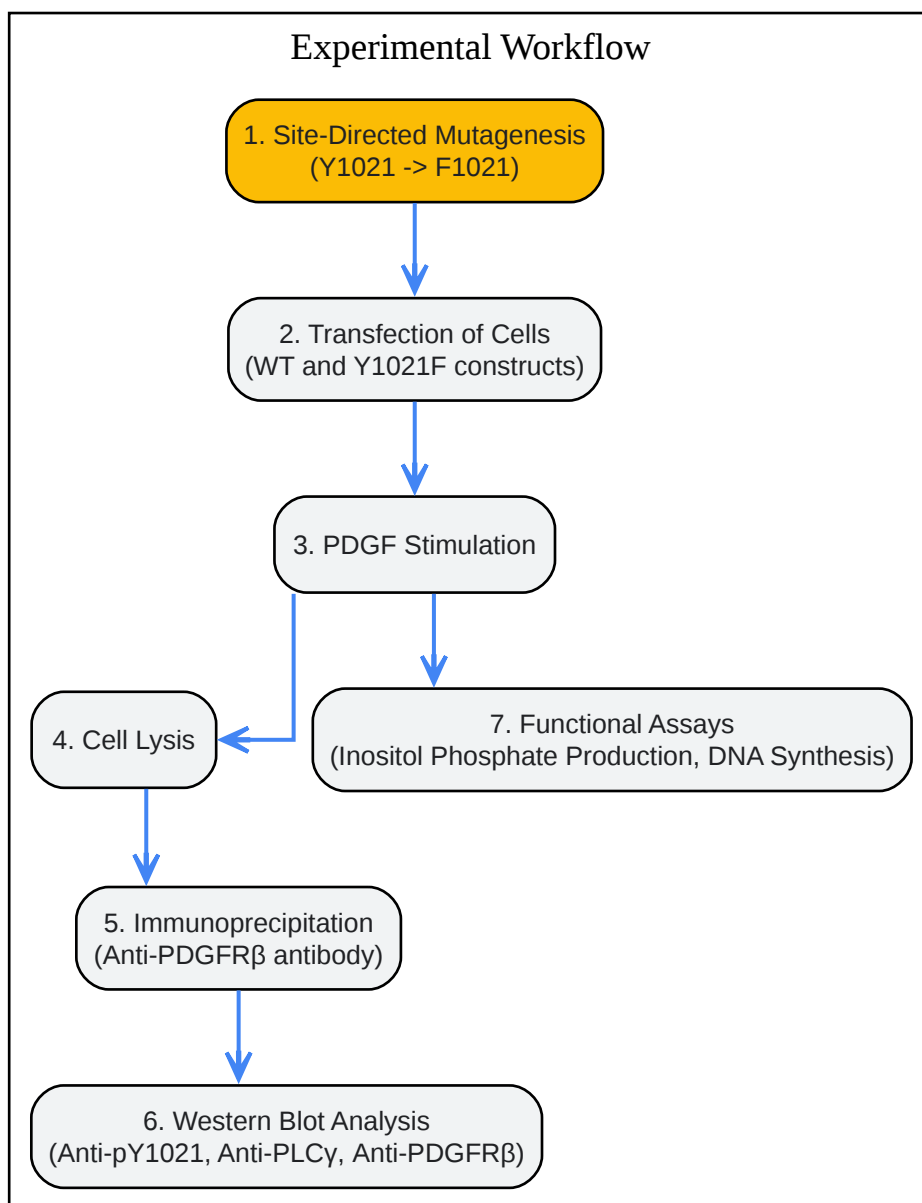 Experimental Workflow
1. Site-Directed Mutagenesis
(Y1021 -> F1021)
2. Transfection of Cells
(WT and Y1021F constructs)
3. PDGF Stimulation
4. Cell Lysis
7. Functional Assays
(Inositol Phosphate Production, DNA Synthesis)
5. Immunoprecipitation
(Anti-PDGFRβ antibody)
6. Western Blot Analysis
(Anti-pY1021, Anti-PLCγ, Anti-PDGFRβ)